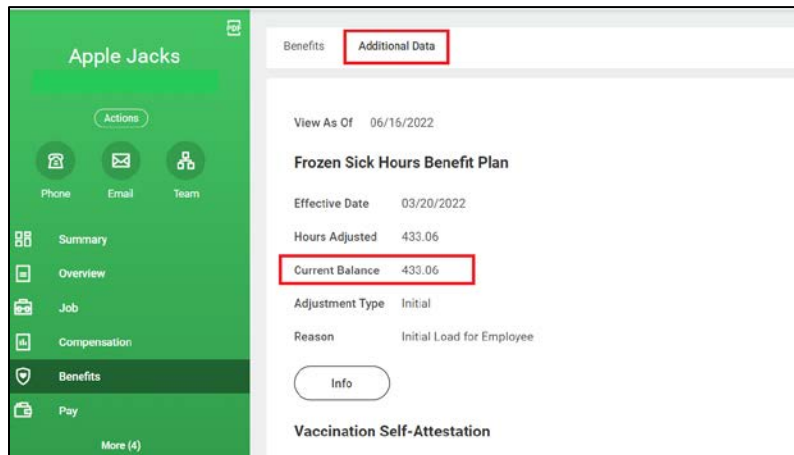 PDF
Apple Jacks
Actions
Phone Email Team
Summary
Overview
Job
Compensation
Benefits
Pay
More (4)
Benefits Additional Data
View As Of 06/16/2022
Frozen Sick Hours Benefit Plan
Effective Date 03/20/2022
Hours Adjusted 433.06
Current Balance 433.06
Adjustment Type Initial
Reason Initial Load for Employee
Info
Vaccination Self-Attestation